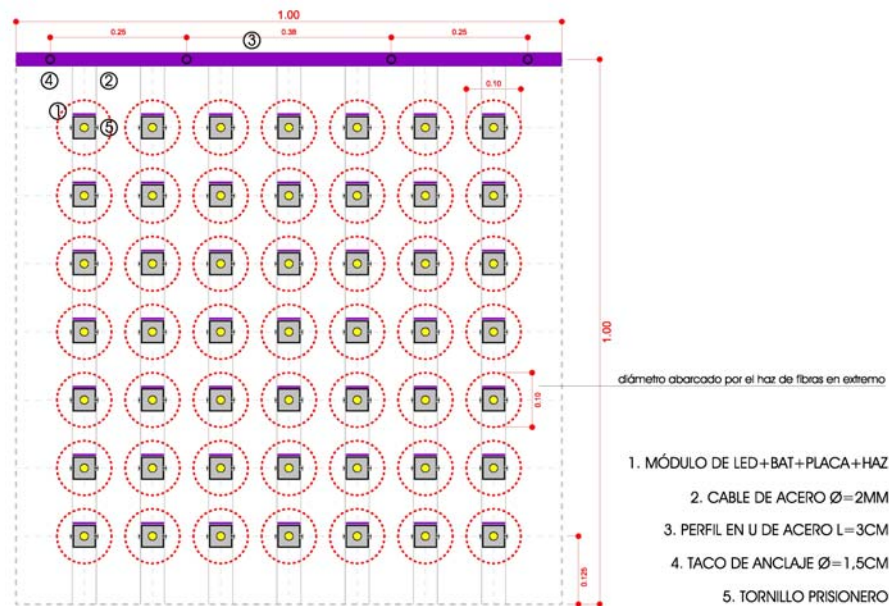 1.00
0.25
③
0.38
0.25
④
②
0.10
①
⑤
1.00
diámetro abarcado por el haz de fibras en extremo
0.10
1. MÓDULO DE LED+BAT+PLACA+HAZ
2. CABLE DE ACERO Ø=2MM
3. PERFIL EN U DE ACERO L=3CM
4. TACO DE ANCLAJE Ø=1,5CM
0.125
5. TORNILLO PRISIONERO